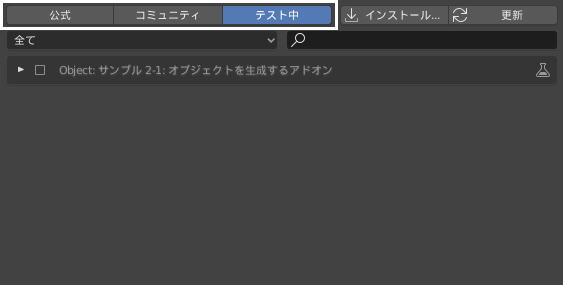 公式 コミュニティ テスト中 インストール... 更新
全て
Object: サンプル 2-1: オブジェクトを生成するアドオン